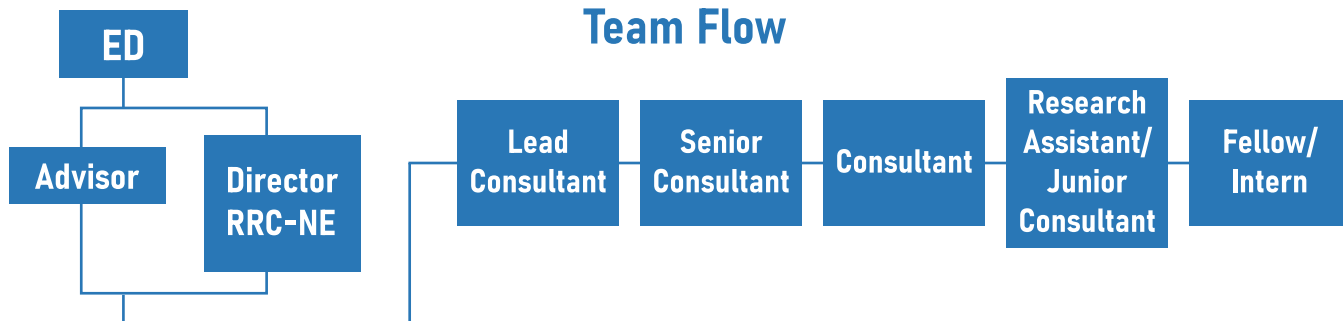 Team Flow
ED
Advisor
Director
RRC-NE
Lead
Consultant
Senior
Consultant
Consultant
Research
Assistant/
Junior
Consultant
Fellow/
Intern